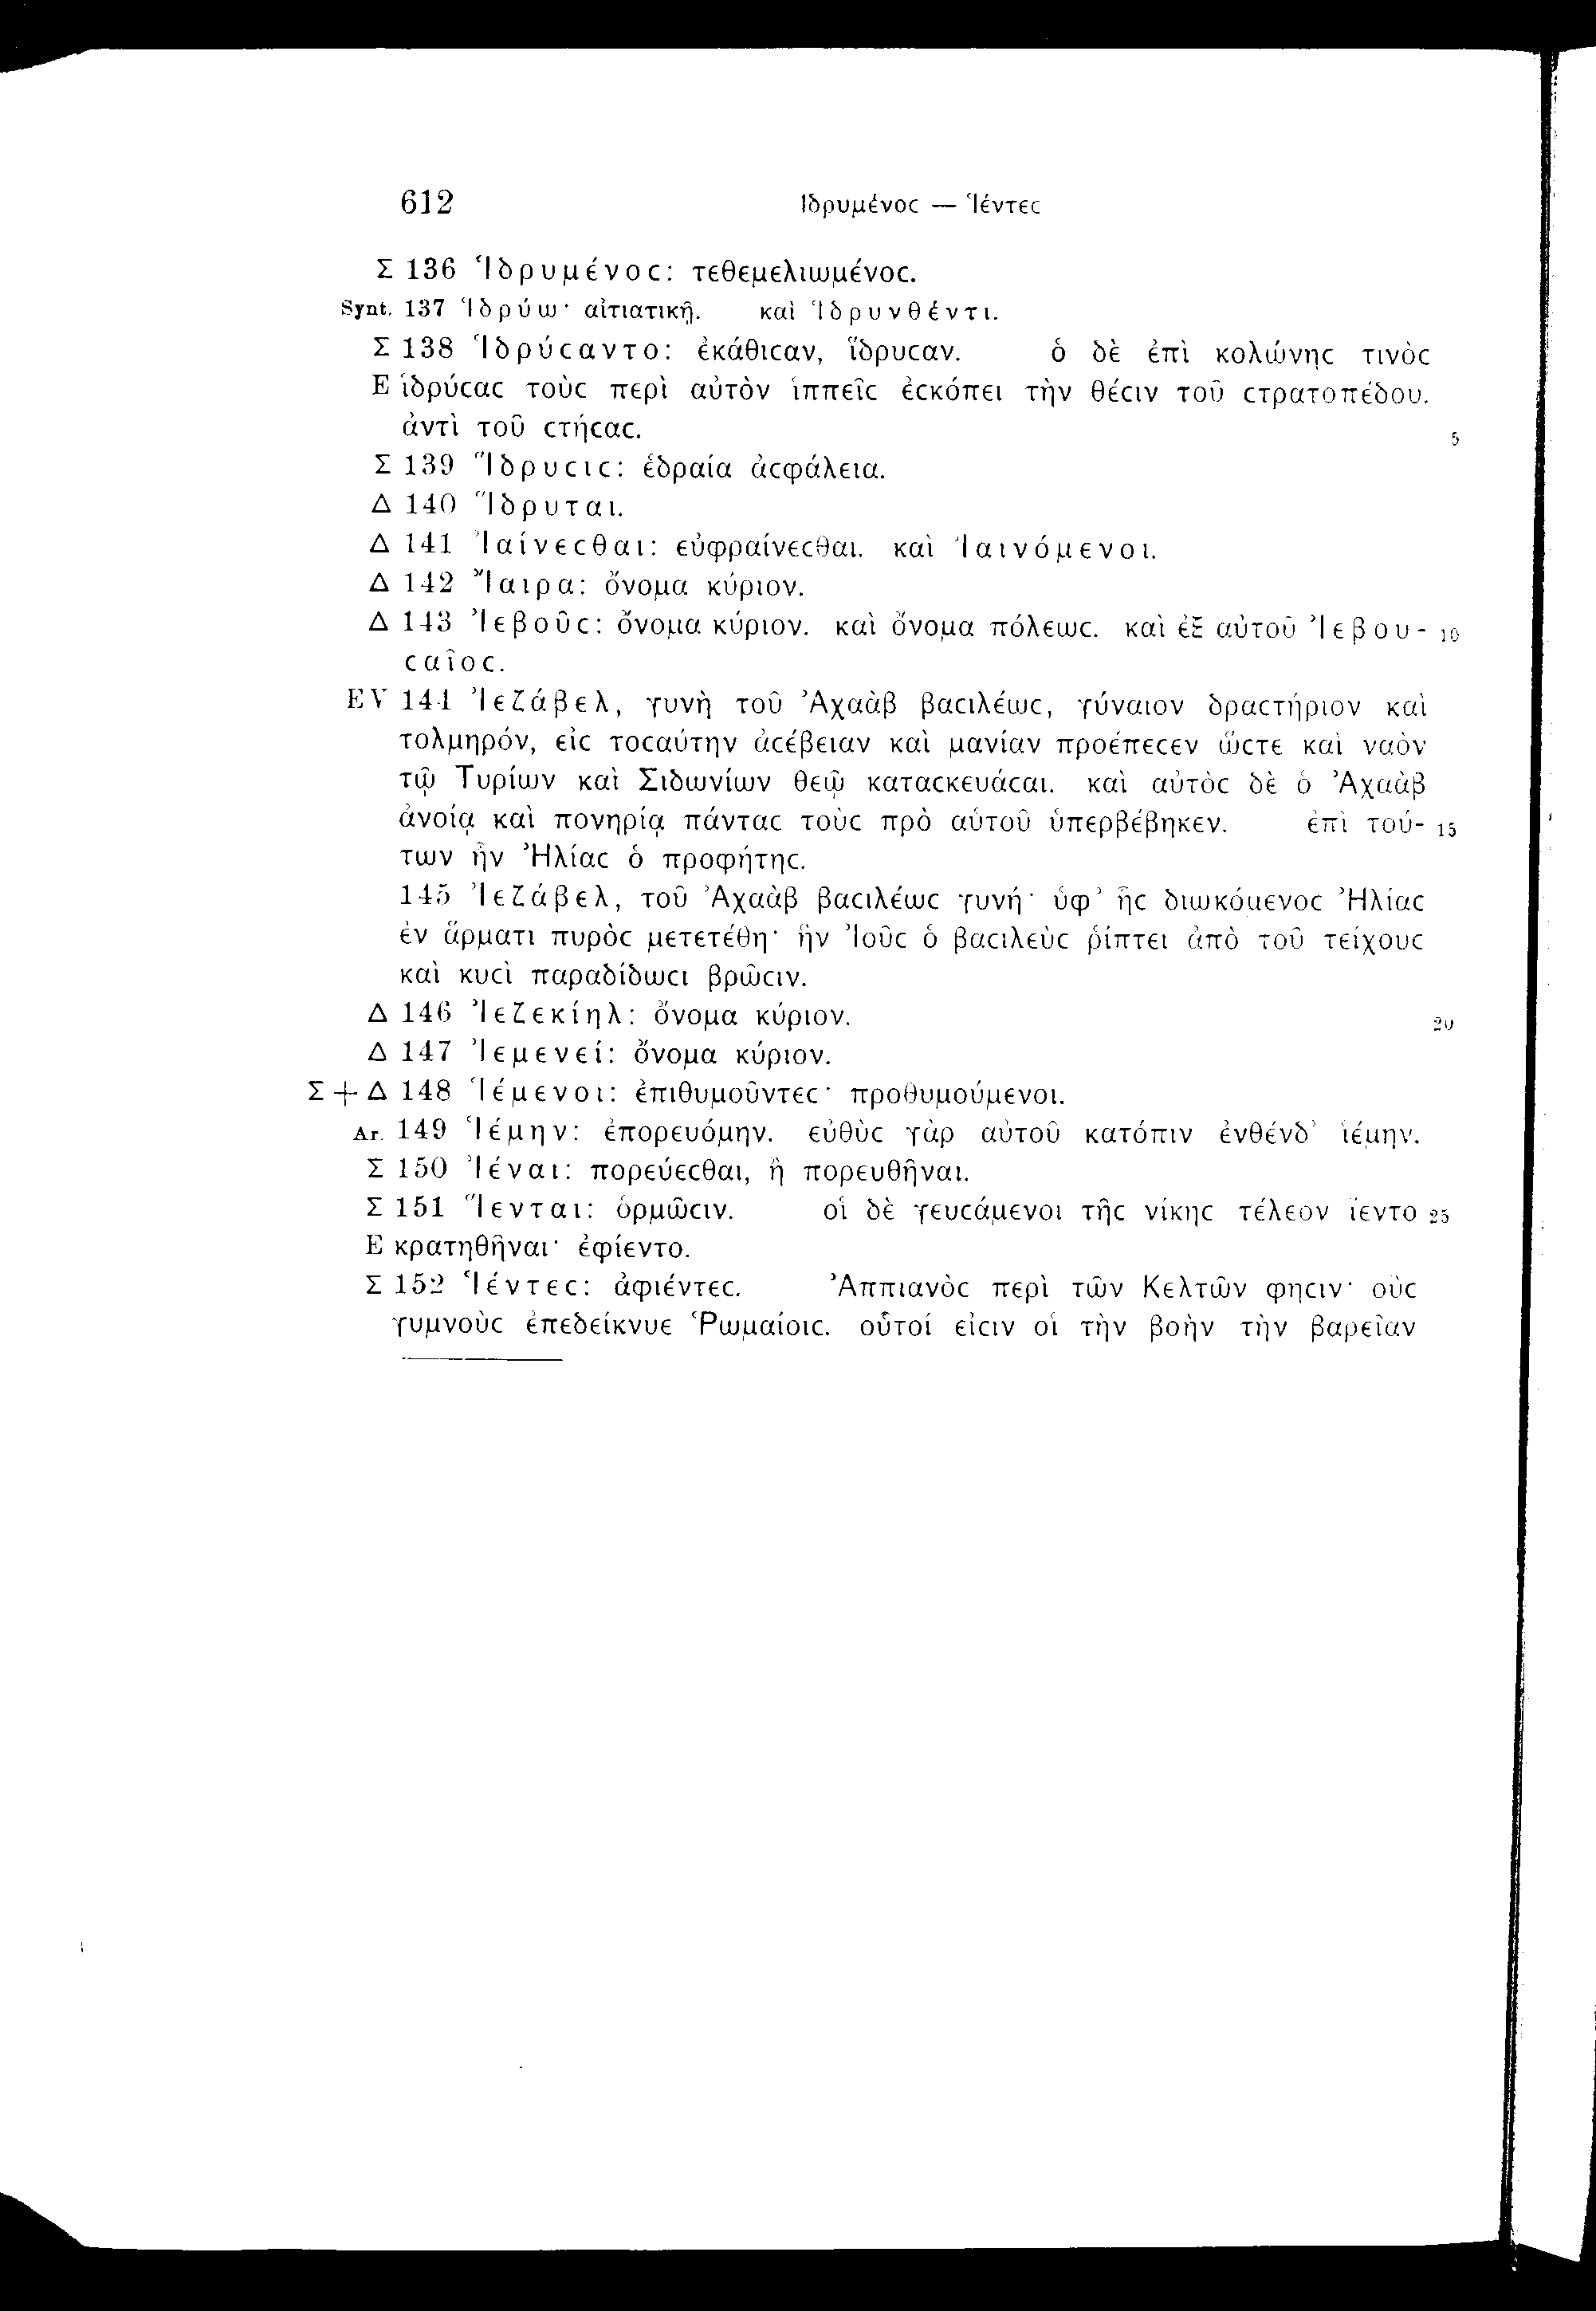 612 Ἱδρυμένοϲ — Ἱέντεϲ
Σ 136 Ἱδρυμένοϲ: τεθεμελιωμένοϲ.
Synt. 137 Ἱδρύω· αἰτιατικῇ. καὶ Ἱδρυνθέντι.
Σ 138 Ἱδρύϲαντο: ἐκάθιϲαν, ἵδρυϲαν. ὁ δὲ ἐπὶ κολώνηϲ τινὸϲ
Ε ἱδρύϲαϲ τοὺϲ περὶ αὐτὸν ἱππεῖϲ ἐϲκόπει τὴν θέϲιν τοῦ ϲτρατοπέδου.
ἀντὶ τοῦ ϲτήϲαϲ. 5
Σ 139 Ἵδρυϲιϲ: ἑδραία ἀϲφάλεια.
Δ 140 Ἵδρυται.
Δ 141 Ἰαίνεϲθαι: εὐφραίνεϲθαι. καὶ Ἰαινόμενοι.
Δ 142 Ἴαιρα: ὄνομα κύριον.
Δ 143 Ἰεβοῦϲ: ὄνομα κύριον. καὶ ὄνομα πόλεωϲ. καὶ ἐξ αὐτοῦ Ἰεβου- 10
ϲαῖοϲ.
EV 144 Ἰεζάβελ, γυνὴ τοῦ Ἀχαὰβ βαϲιλέωϲ, γύναιον δραϲτήριον καὶ
τολμηρόν, εἰϲ τοϲαύτην ἀϲέβειαν καὶ μανίαν προέπεϲεν ὥϲτε καὶ ναὸν
τῷ Τυρίων καὶ Σιδωνίων θεῷ καταϲκευάϲαι. καὶ αὐτὸϲ δὲ ὁ Ἀχαὰβ
ἀνοίᾳ καὶ πονηρίᾳ πάνταϲ τοὺϲ πρὸ αὐτοῦ ὑπερβέβηκεν. ἐπὶ τού- 15
των ἦν Ἠλίαϲ ὁ προφήτηϲ.
145 Ἰεζάβελ, τοῦ Ἀχαὰβ βαϲιλέωϲ γυνή· ὑφ’ ἧϲ διωκόμενοϲ Ἠλίαϲ
ἐν ἅρματι πυρὸϲ μετετέθη· ἣν Ἰοῦϲ ὁ βαϲιλεὺϲ ῥίπτει ἀπὸ τοῦ τείχουϲ
καὶ κυϲὶ παραδίδωϲι βρῶϲιν.
Δ 146 Ἰεζεκίηλ: ὄνομα κύριον. 20
Δ 147 Ἰεμενεί: ὄνομα κύριον.
Σ + Δ 148 Ἱέμενοι: ἐπιθυμοῦντεϲ· προθυμούμενοι.
Ar. 149 Ἱέμην: ἐπορευόμην. εὐθὺϲ γὰρ αὐτοῦ κατόπιν ἐνθένδ’ ἱέμην.
Σ 150 Ἰέναι: πορεύεϲθαι, ἢ πορευθῆναι.
Σ 151 Ἵενται: ὁρμῶϲιν. οἱ δὲ γευϲάμενοι τῆϲ νίκηϲ τέλεον ἵεντο 25
Ε κρατηθῆναι· ἐφίεντο.
Σ 152 Ἱέντεϲ: ἀφιέντεϲ. Ἀππιανὸϲ περὶ τῶν Κελτῶν φηϲιν· οὓϲ
γυμνοὺϲ ἐπεδείκνυε Ῥωμαίοιϲ. οὗτοί εἰϲιν οἱ τὴν βοὴν τὴν βαρεῖαν